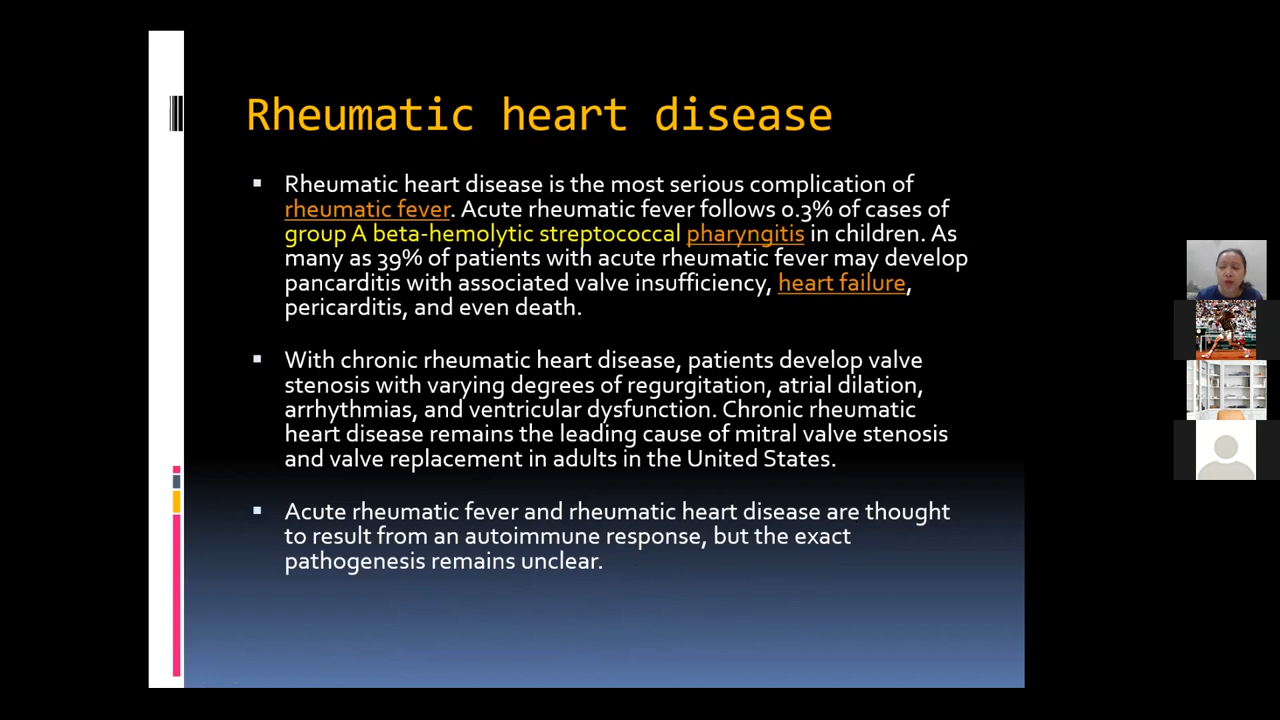 Rheumatic heart disease
▪ Rheumatic heart disease is the most serious complication of
rheumatic fever. Acute rheumatic fever follows 0.3% of cases of
group A beta-hemolytic streptococcal pharyngitis in children. As
many as 39% of patients with acute rheumatic fever may develop
pancarditis with associated valve insufficiency, heart failure,
pericarditis, and even death.
▪ With chronic rheumatic heart disease, patients develop valve
stenosis with varying degrees of regurgitation, atrial dilation,
arrhythmias, and ventricular dysfunction. Chronic rheumatic
heart disease remains the leading cause of mitral valve stenosis
and valve replacement in adults in the United States.
▪ Acute rheumatic fever and rheumatic heart disease are thought
to result from an autoimmune response, but the exact
pathogenesis remains unclear.